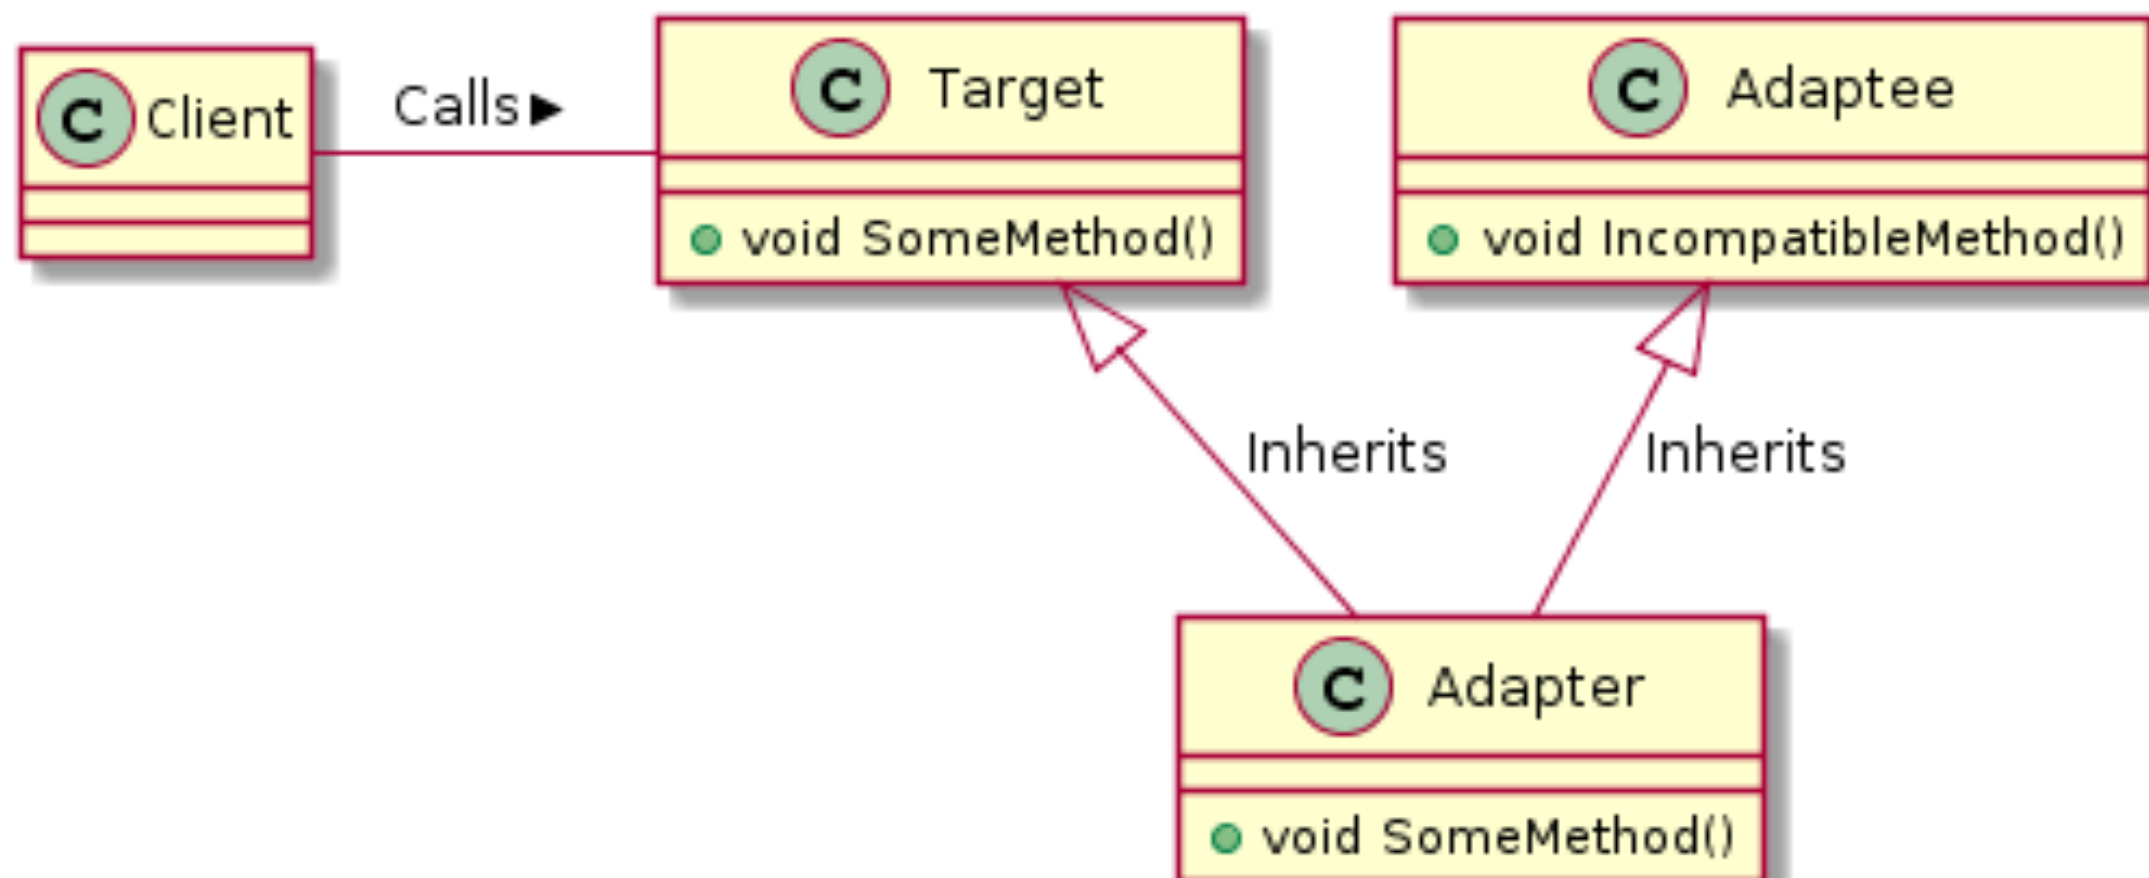 C Client
Calls ▶
C Target
void SomeMethod()
C Adaptee
void IncompatibleMethod()
Inherits
Inherits
C Adapter
void SomeMethod()